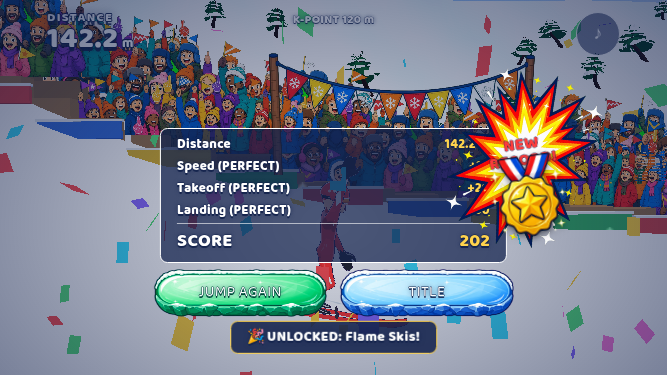 DISTANCE
142.2 m
K-POINT 120 m
Distance 142.2
Speed (PERFECT)
Takeoff (PERFECT)
Landing (PERFECT)
SCORE 202
NEW
JUMP AGAIN
TITLE
🎉 UNLOCKED: Flame Skis!